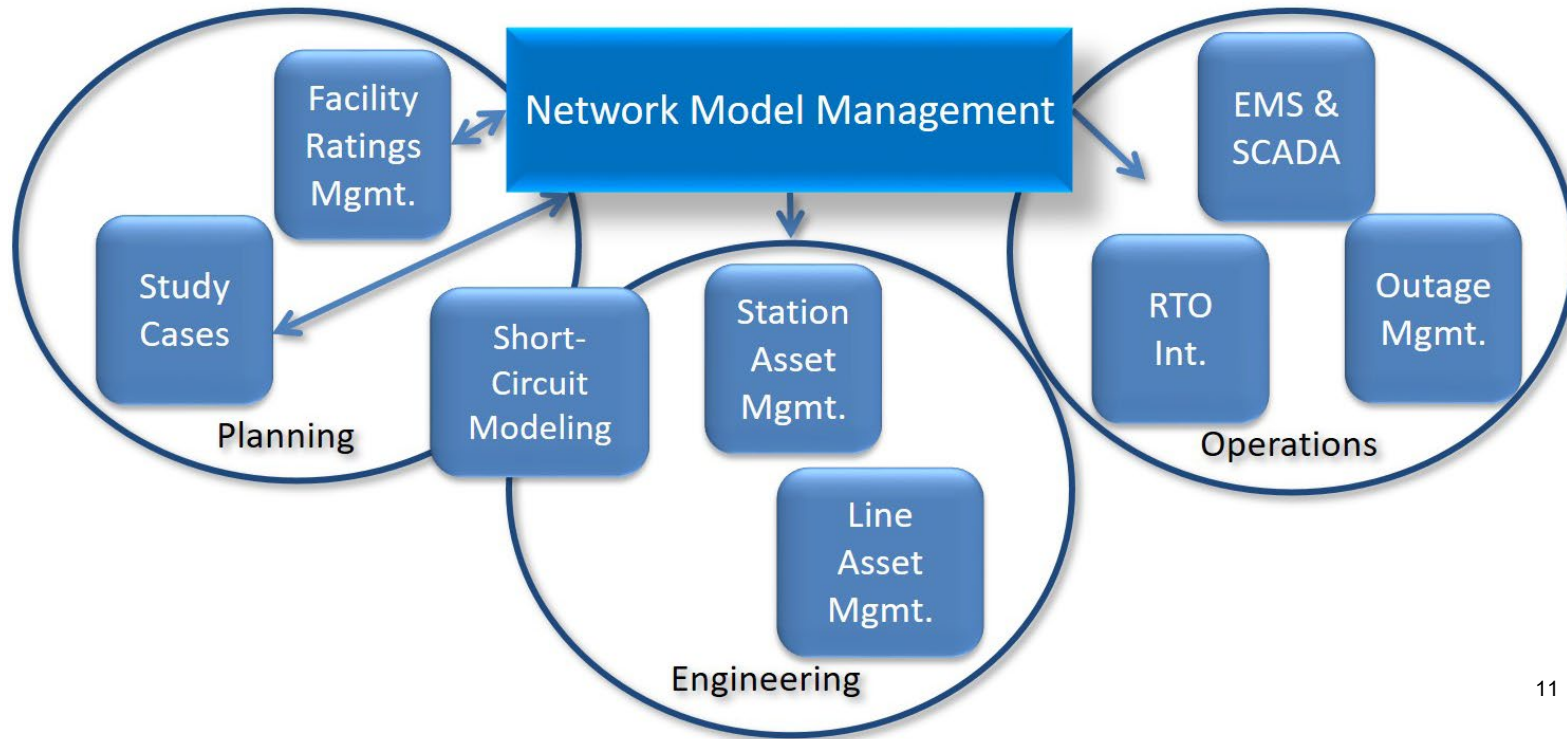 Network Model Management
Facility
Ratings
Mgmt.
Study
Cases
Planning
Short-
Circuit
Modeling
Station
Asset
Mgmt.
Line
Asset
Mgmt.
Engineering
EMS &
SCADA
RTO
Int.
Outage
Mgmt.
Operations
11